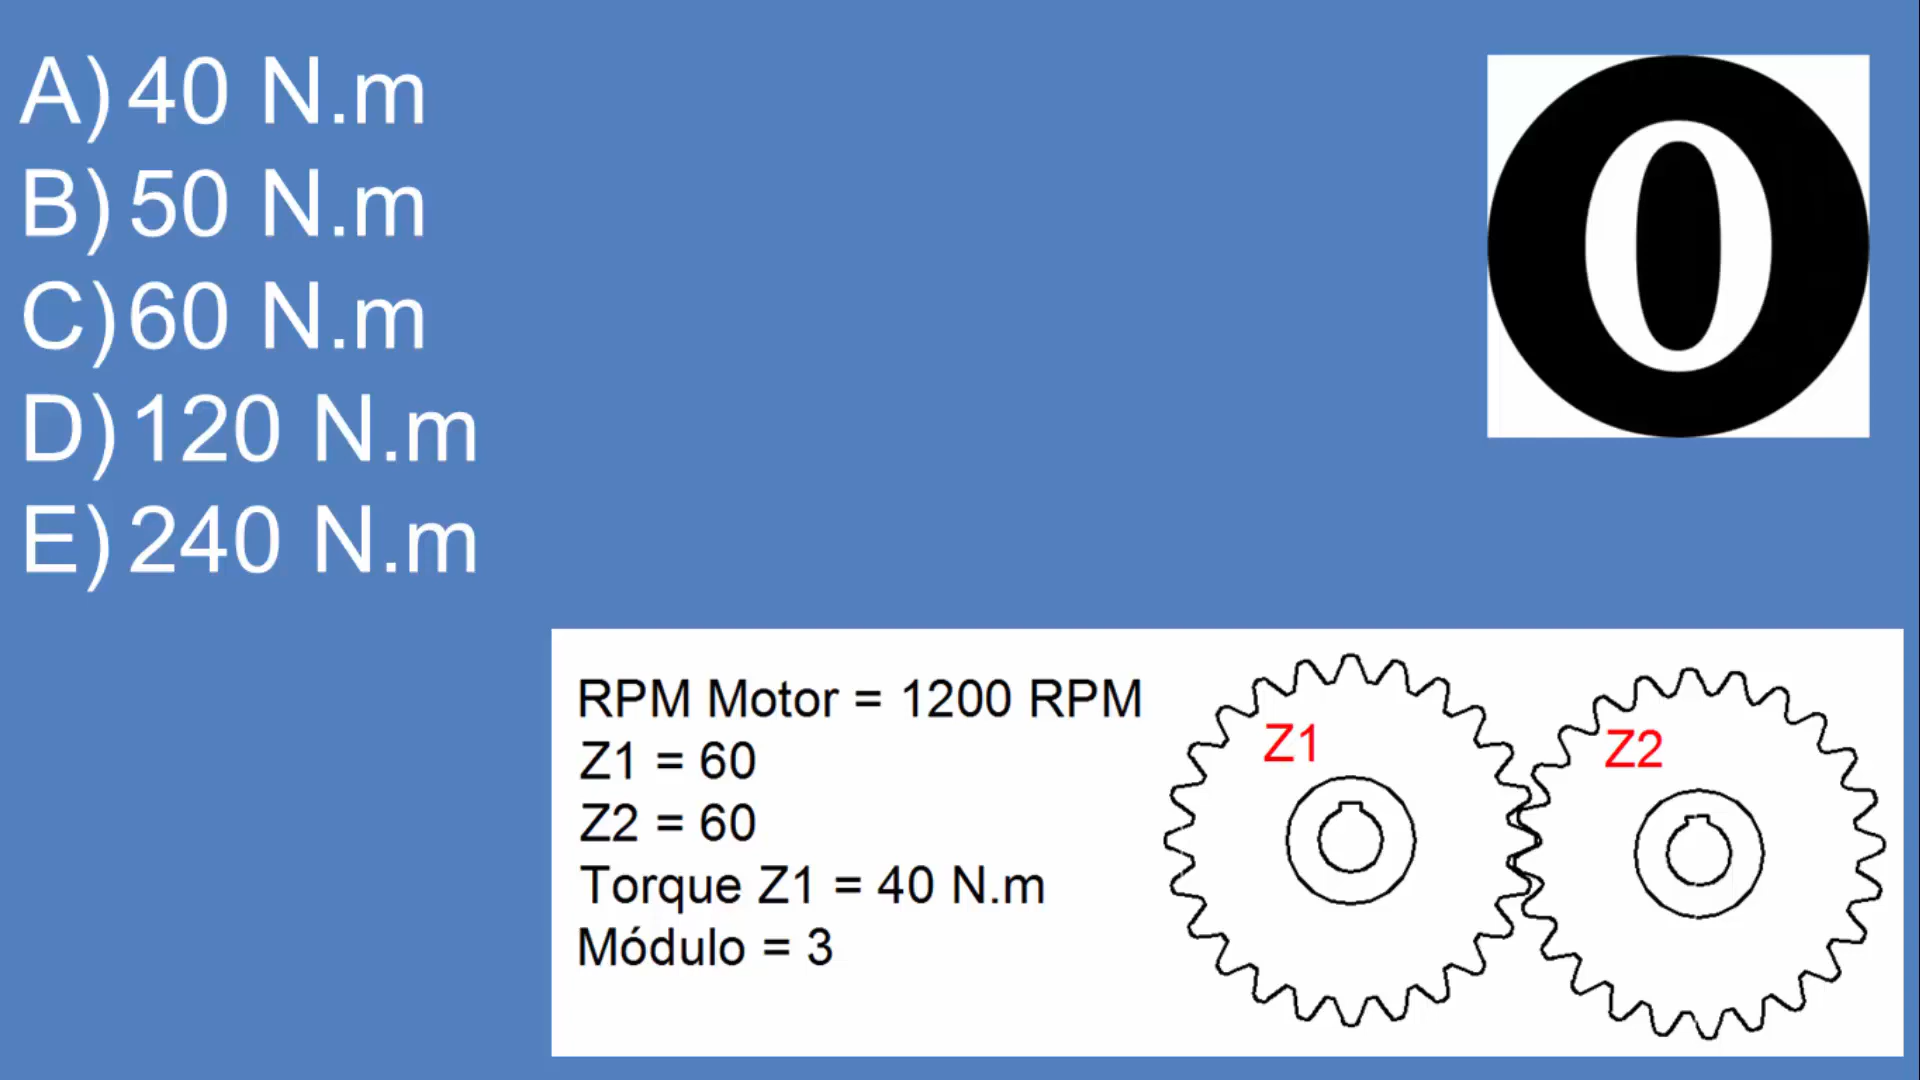 A) 40 N.m
B) 50 N.m
C) 60 N.m
D) 120 N.m
E) 240 N.m
0
RPM Motor = 1200 RPM
Z1 = 60
Z2 = 60
Torque Z1 = 40 N.m
Módulo = 3
Z1
Z2